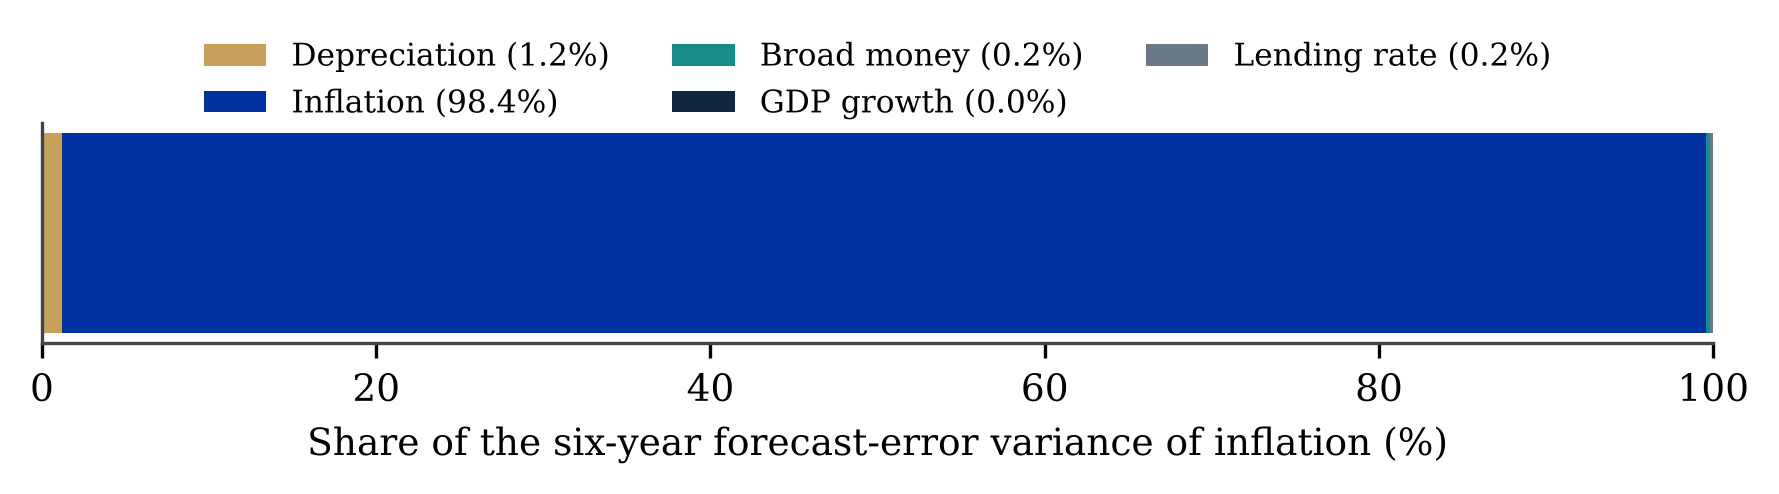 Depreciation (1.2%) Broad money (0.2%) Lending rate (0.2%)
Inflation (98.4%) GDP growth (0.0%)
0 20 40 60 80 100
Share of the six-year forecast-error variance of inflation (%)